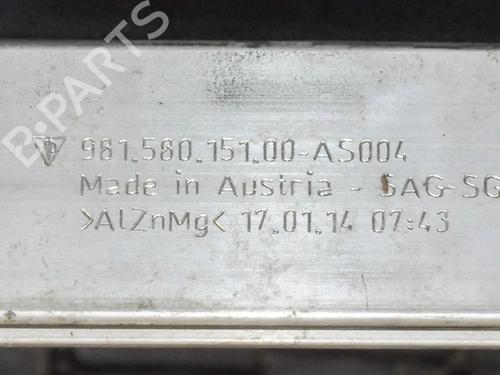 981.580.151.00-AS004
Made in Austria - SAG-SG
>AlZnMg< 17.01.14 07:43
B-PARTS